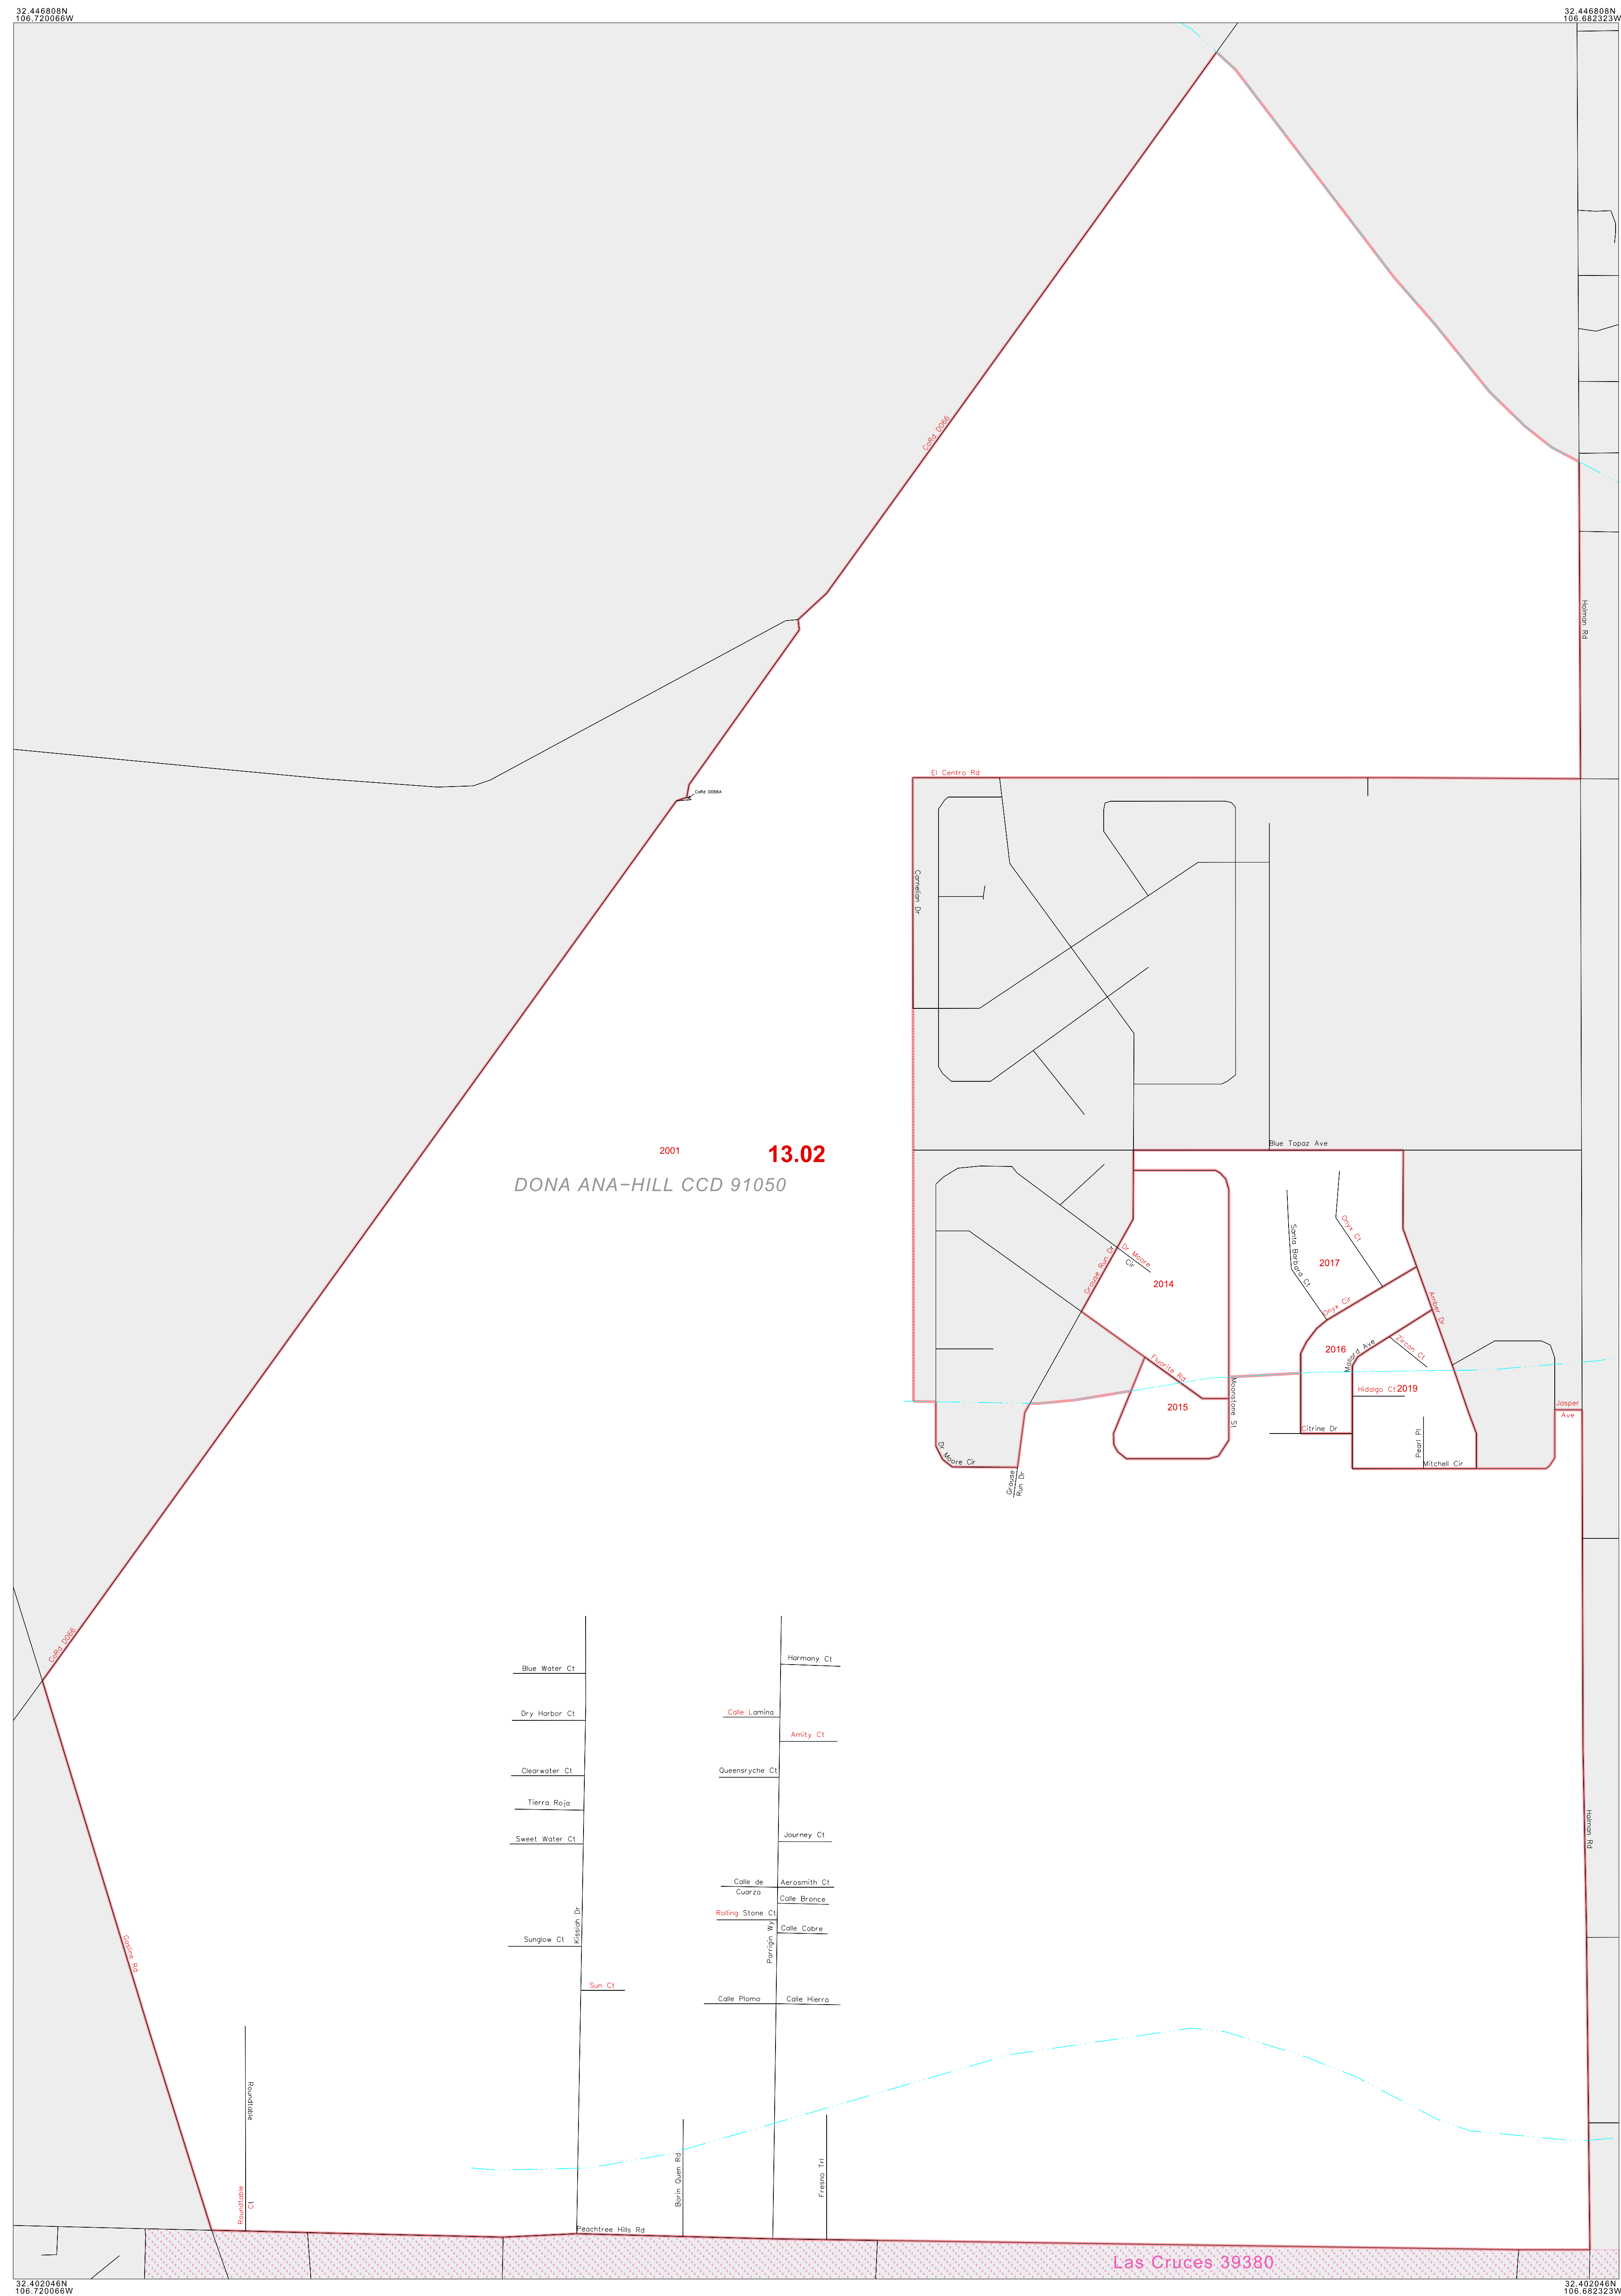 32.446808N
106.720066W
32.446808N
106.682323W
CoRd D066
Holman Rd
El Centro Rd
CoRd D066A
Carnelian Dr
Blue Topaz Ave
2001
13.02
DONA ANA-HILL CCD 91050
Grouse Run Dr
Dr Moore
Cir
2014
Santa Barbara Ct
Onyx Ct
2017
Onyx Cir
Amber Dr
2016
Mallard Ave
Zircon Ct
Fluorite Rd
Moonstone St
Hidalgo Ct
2019
2015
Jasper
Ave
Citrine Dr
Pearl Pl
Mitchell Cir
Dr Moore Cir
Grouse
Run Dr
CoRd D066
Blue Water Ct
Harmony Ct
Dry Harbor Ct
Calle Lamina
Amity Ct
Clearwater Ct
Queensryche Ct
Tierra Roja
Sweet Water Ct
Journey Ct
Holman Rd
Calle de
Cuarzo
Aerosmith Ct
Calle Bronce
Rolling Stone Ct
Calle Cobre
Kissiah Dr
Parrigin Wy
Sunglow Ct
Gasline Rd
Sun Ct
Calle Plomo
Calle Hierro
Roundtable
Roundtable
Ct
Borin Quen Rd
Fresno Trl
Peachtree Hills Rd
Las Cruces 39380
32.402046N
106.720066W
32.402046N
106.682323W